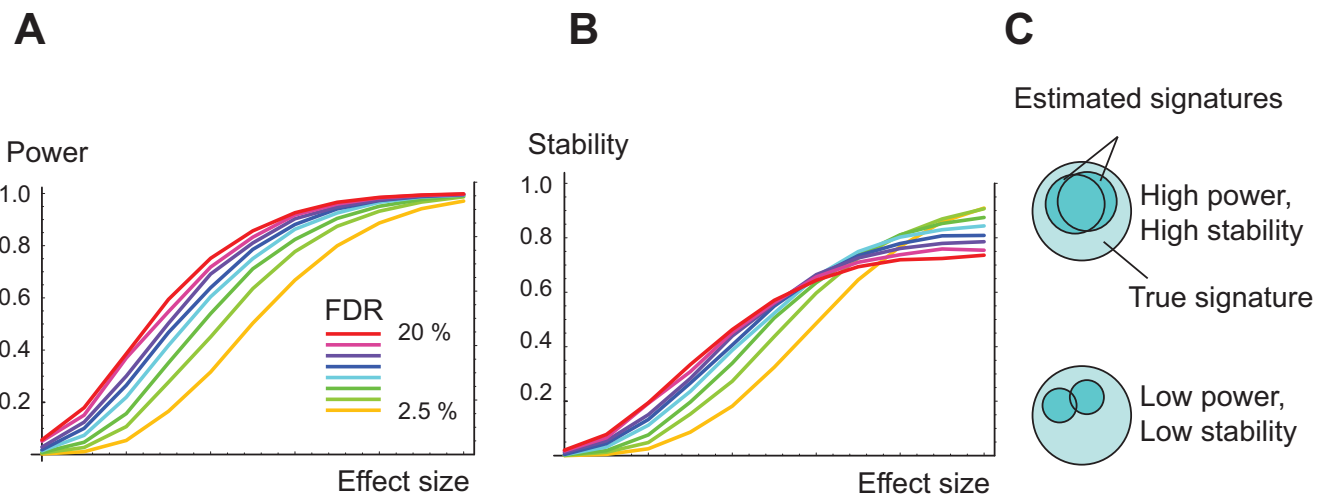 A
Power
1.0
0.8
0.6
0.4
0.2
FDR
20 %
2.5 %
Effect size
B
Stability
1.0
0.8
0.6
0.4
0.2
Effect size
C
Estimated signatures
High power,
High stability
True signature
Low power,
Low stability